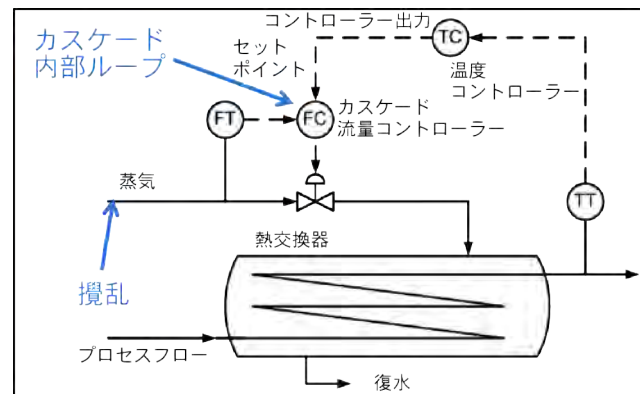 カスケード
内部ループ
コントローラー出力
セット
ポイント
TC
温度
コントローラー
FT
FC
カスケード
流量コントローラー
蒸気
TT
熱交換器
攪乱
プロセスフロー
復水